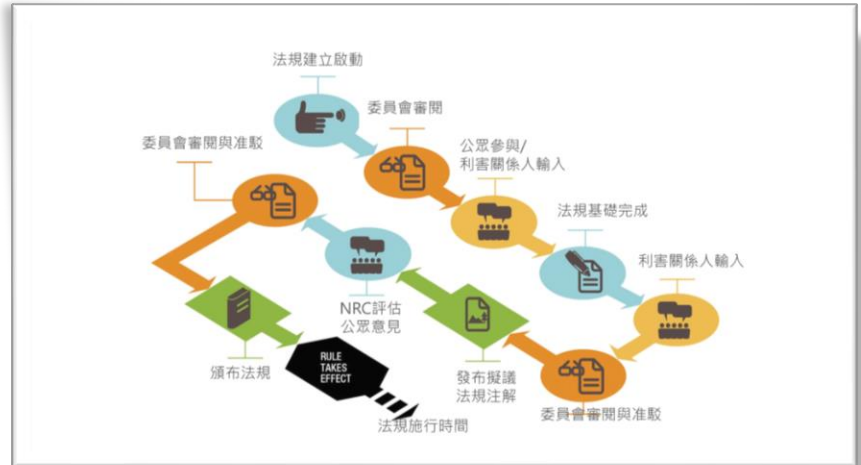 法規建立啟動
委員會審閱
公眾參與/
利害關係人輸入
法規基礎完成
利害關係人輸入
委員會審閱與准駁
發布擬議
法規注解
NRC評估
公眾意見
委員會審閱與准駁
頒布法規
RULE
TAKES
EFFECT
法規施行時間